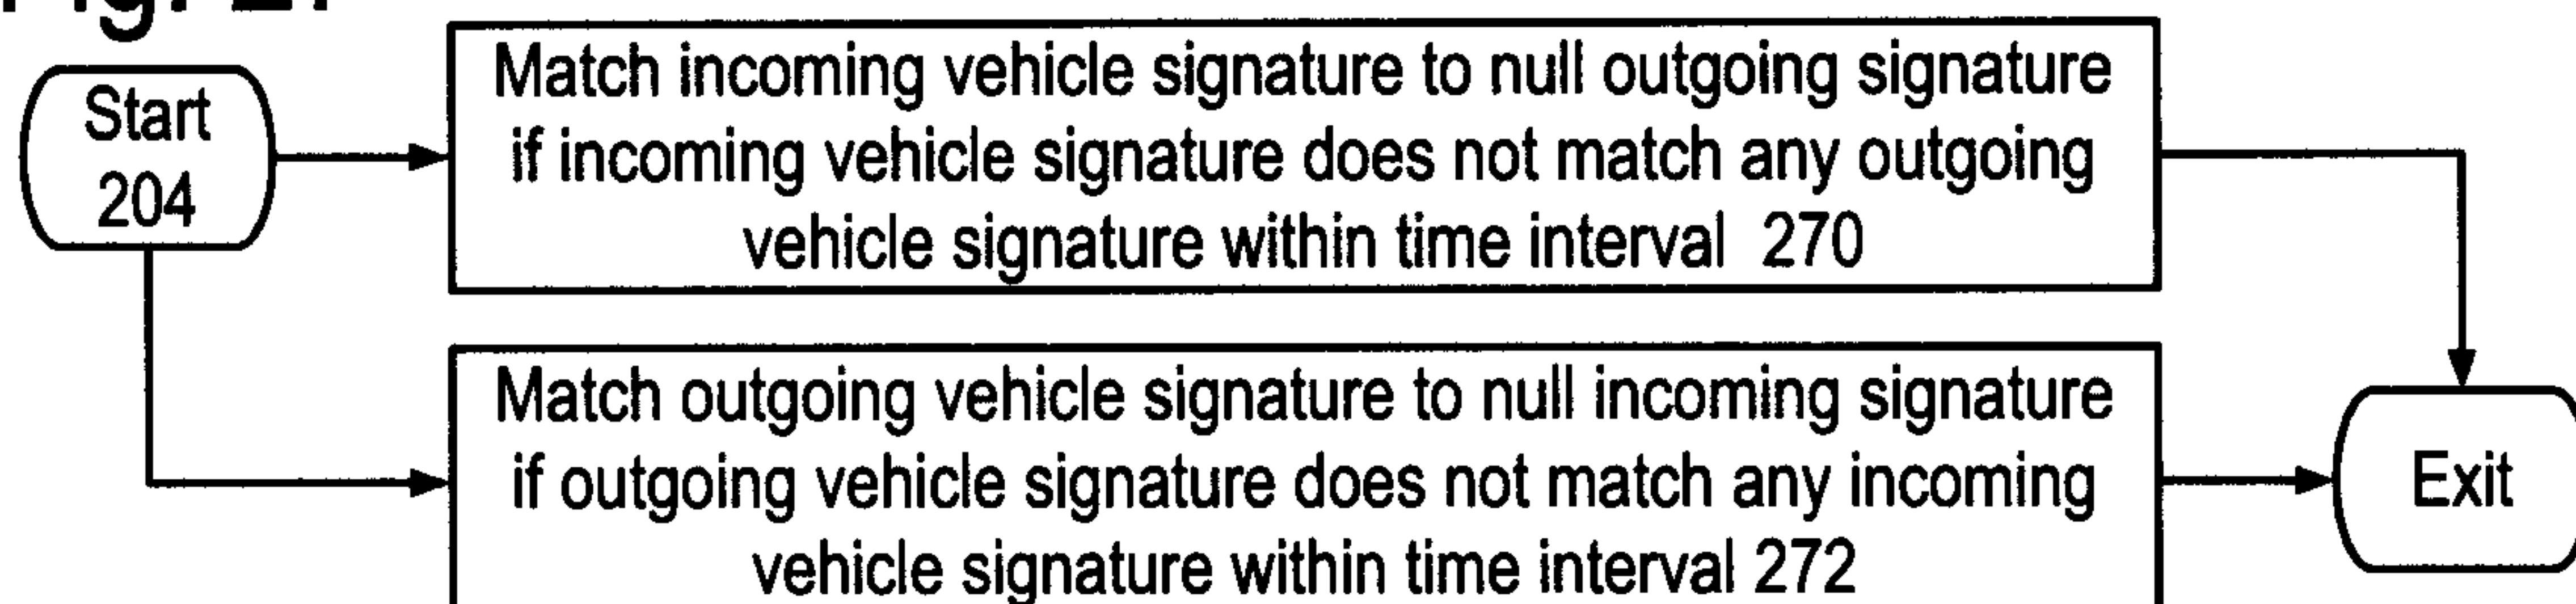 Start
204
Match incoming vehicle signature to null outgoing signature
if incoming vehicle signature does not match any outgoing
vehicle signature within time interval 270
Match outgoing vehicle signature to null incoming signature
if outgoing vehicle signature does not match any incoming
vehicle signature within time interval 272
Exit